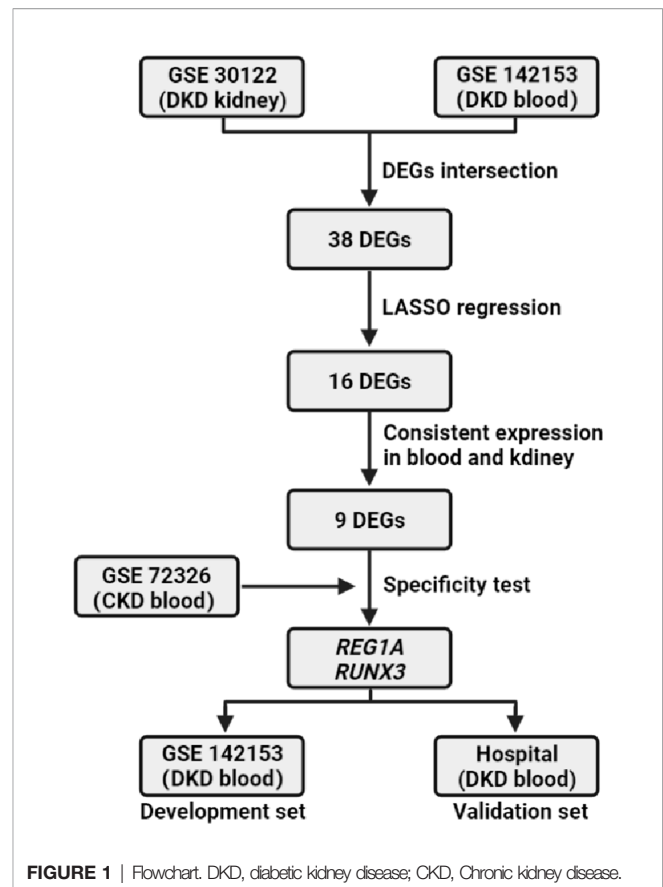 GSE 30122
(DKD kidney)
GSE 142153
(DKD blood)
DEGs intersection
38 DEGs
LASSO regression
16 DEGs
Consistent expression
in blood and kdiney
9 DEGs
GSE 72326
(CKD blood)
Specificity test
REG1A
RUNX3
GSE 142153
(DKD blood)
Development set
Hospital
(DKD blood)
Validation set
FIGURE 1 | Flowchart. DKD, diabetic kidney disease; CKD, Chronic kidney disease.